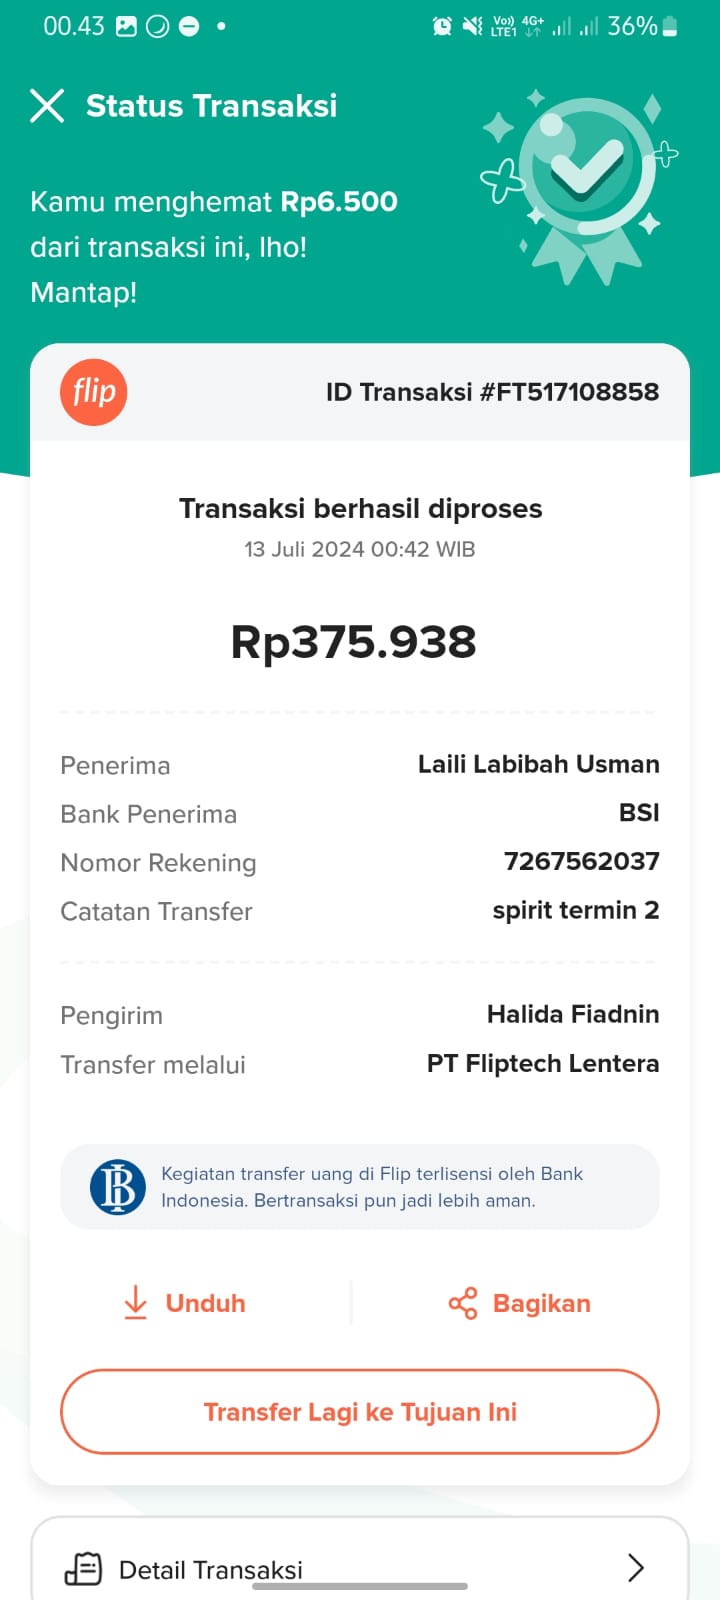 00.43 Vo)) LTE1 4G+ 36%
Status Transaksi
Kamu menghemat Rp6.500
dari transaksi ini, lho!
Mantap!
flip ID Transaksi #FT517108858
Transaksi berhasil diproses
13 Juli 2024 00:42 WIB
Rp375.938
Penerima Laili Labibah Usman
Bank Penerima BSI
Nomor Rekening 7267562037
Catatan Transfer spirit termin 2
Pengirim Halida Fiadnin
Transfer melalui PT Fliptech Lentera
Kegiatan transfer uang di Flip terlisensi oleh Bank
Indonesia. Bertransaksi pun jadi lebih aman.
Unduh Bagikan
Transfer Lagi ke Tujuan Ini
Detail Transaksi